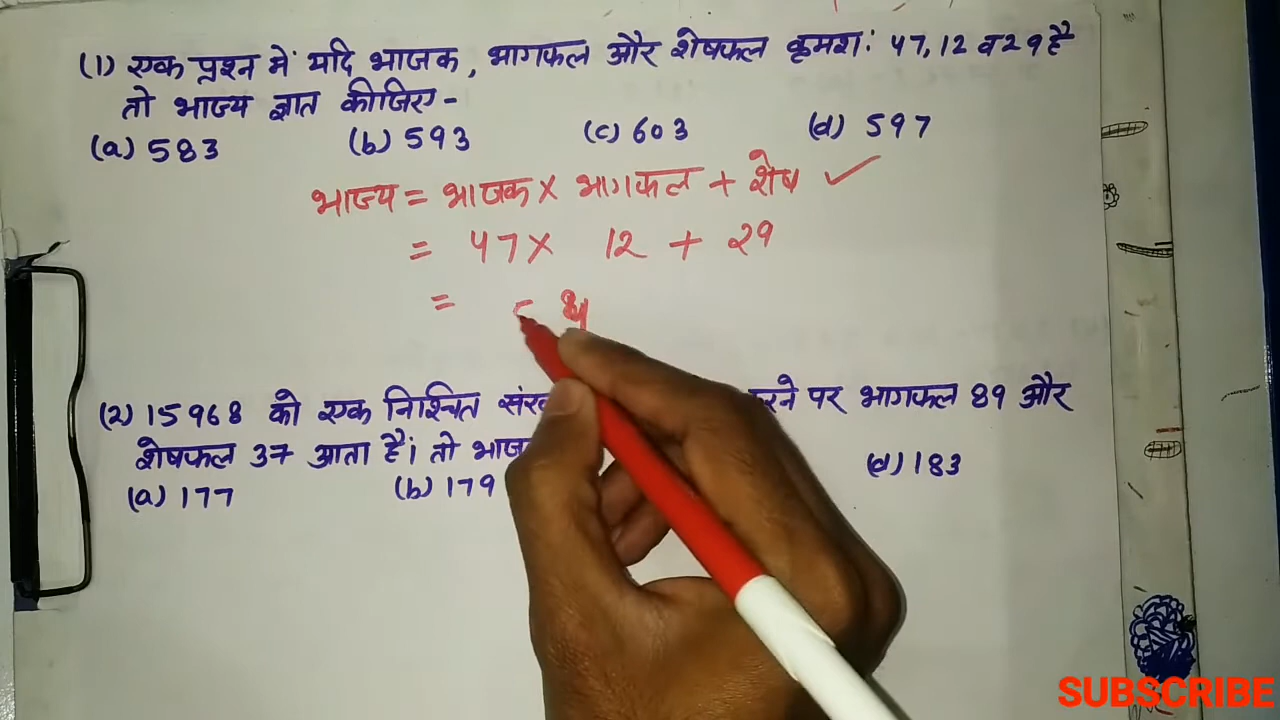 (1) एक प्रश्न में यदि भाजक, भागफल और शेषफल क्रमश: 47, 12 व 29 है
तो भाज्य ज्ञात कीजिए-
(a) 583 (b) 593 (c) 603 (d) 597
भाज्य = भाजक × भागफल + शेष ✓
= 47 × 12 + 29
=
(2) 15968 को एक निश्चित रने पर भागफल 89 और
शेषफल 37 आता है। तो
(a) 177 (b) 179 (d) 183
SUBSCRIBE